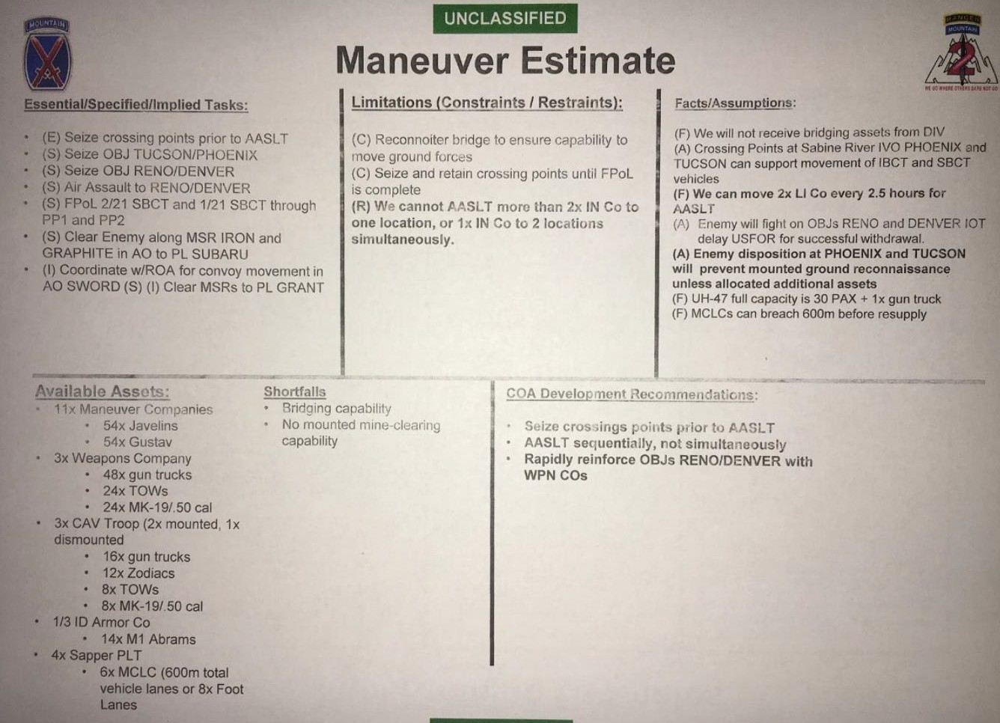 UNCLASSIFIED
MOUNTAIN
RANGER
MOUNTAIN
2
WE GO WHERE OTHERS DARE NOT GO
Maneuver Estimate
Essential/Specified/Implied Tasks:
• (E) Seize crossing points prior to AASLT
• (S) Seize OBJ TUCSON/PHOENIX
• (S) Seize OBJ RENO/DENVER
• (S) Air Assault to RENO/DENVER
• (S) FPoL 2/21 SBCT and 1/21 SBCT through
PP1 and PP2
• (S) Clear Enemy along MSR IRON and
GRAPHITE in AO to PL SUBARU
• (I) Coordinate w/ROA for convoy movement in
AO SWORD (S) (I) Clear MSRs to PL GRANT
Limitations (Constraints / Restraints):
(C) Reconnoiter bridge to ensure capability to
move ground forces
(C) Seize and retain crossing points until FPoL
is complete
(R) We cannot AASLT more than 2x IN Co to
one location, or 1x IN Co to 2 locations
simultaneously.
Facts/Assumptions:
(F) We will not receive bridging assets from DIV
(A) Crossing Points at Sabine River IVO PHOENIX and
TUCSON can support movement of IBCT and SBCT
vehicles
(F) We can move 2x LI Co every 2.5 hours for
AASLT
(A) Enemy will fight on OBJs RENO and DENVER IOT
delay USFOR for successful withdrawal.
(A) Enemy disposition at PHOENIX and TUCSON
will prevent mounted ground reconnaissance
unless allocated additional assets
(F) UH-47 full capacity is 30 PAX + 1x gun truck
(F) MCLCs can breach 600m before resupply
Available Assets:
• 11x Maneuver Companies
• 54x Javelins
• 54x Gustav
• 3x Weapons Company
• 48x gun trucks
• 24x TOWs
• 24x MK-19/.50 cal
• 3x CAV Troop (2x mounted, 1x
dismounted
• 16x gun trucks
• 12x Zodiacs
• 8x TOWs
• 8x MK-19/.50 cal
• 1/3 ID Armor Co
• 14x M1 Abrams
• 4x Sapper PLT
• 6x MCLC (600m total
vehicle lanes or 8x Foot
Lanes
Shortfalls
• Bridging capability
• No mounted mine-clearing
capability
COA Development Recommendations:
• Seize crossings points prior to AASLT
• AASLT sequentially, not simultaneously
• Rapidly reinforce OBJs RENO/DENVER with
WPN COs